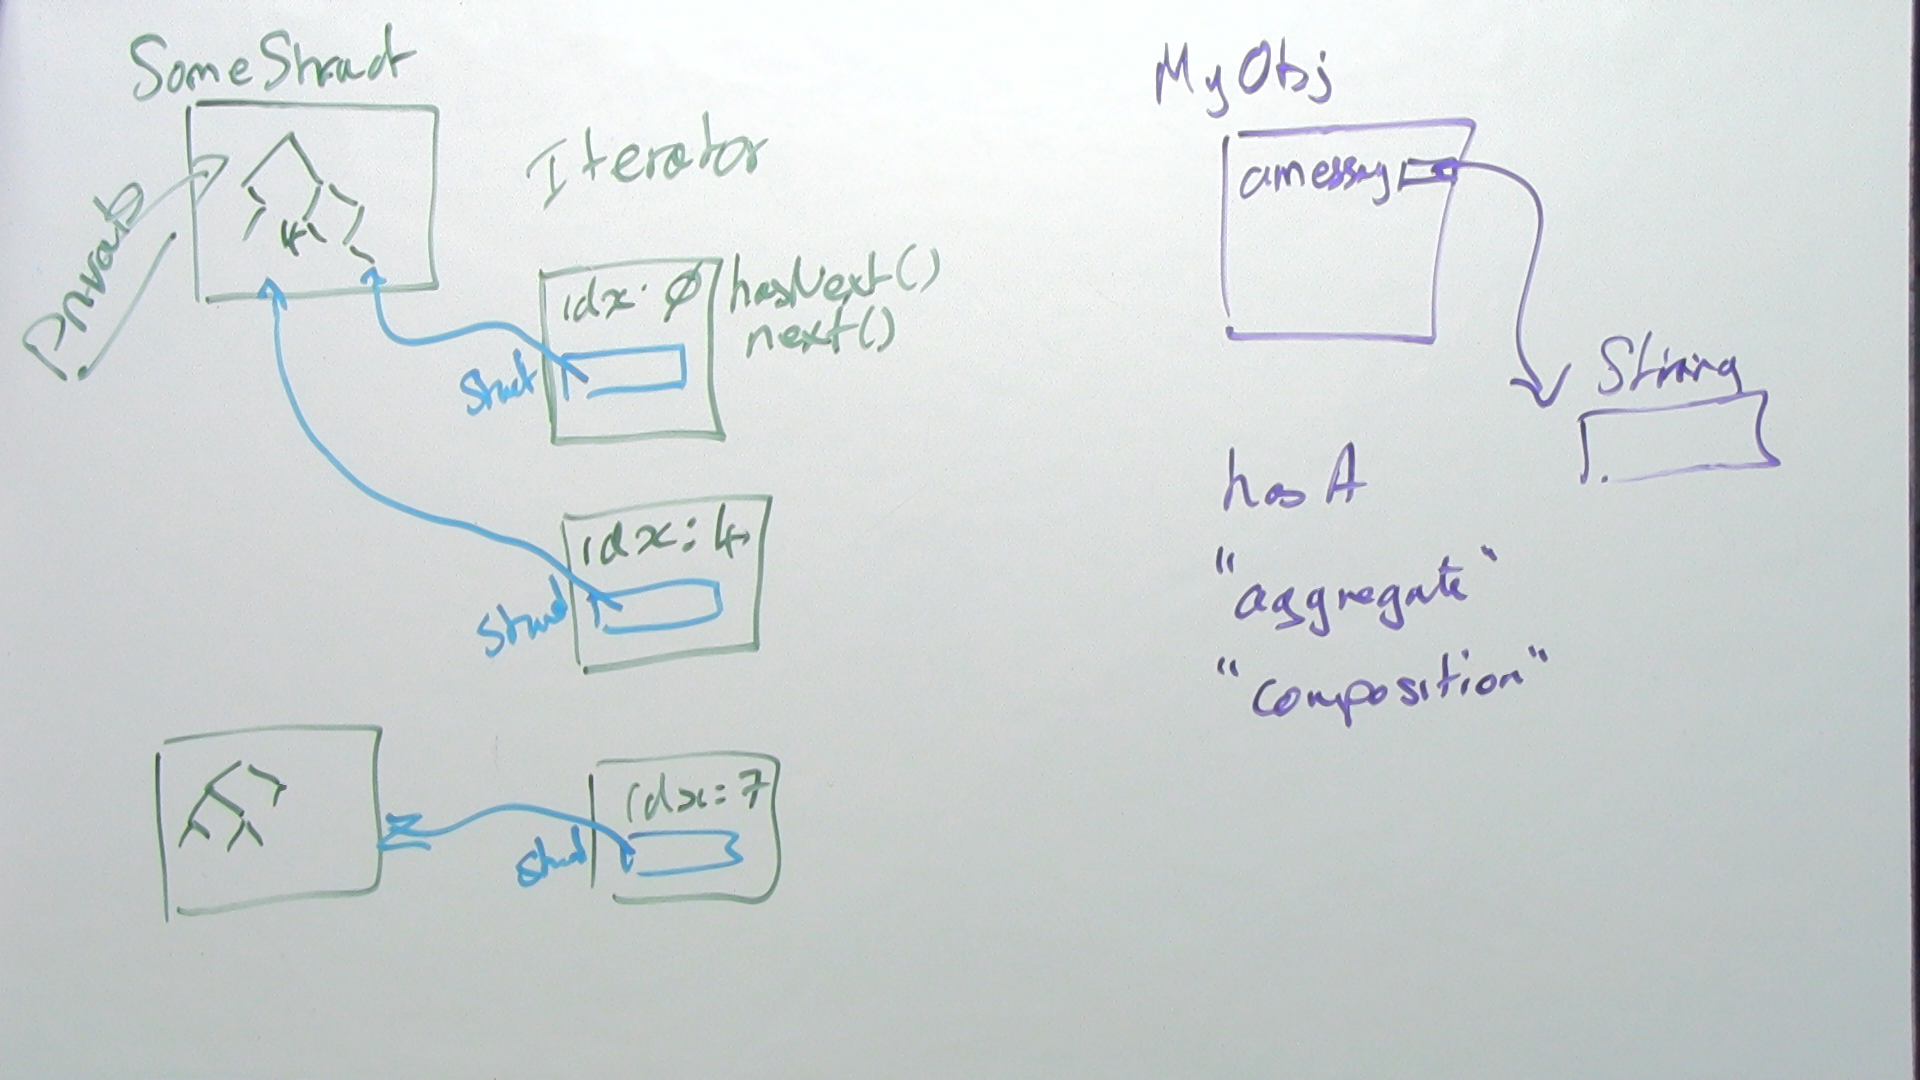 SomeStruct
Private
Iterator
idx: 0
hasNext()
next()
struct
idx: 4
struct
idx = 7
struct
MyObj
amessag
String
has A
"aggregate"
"composition"